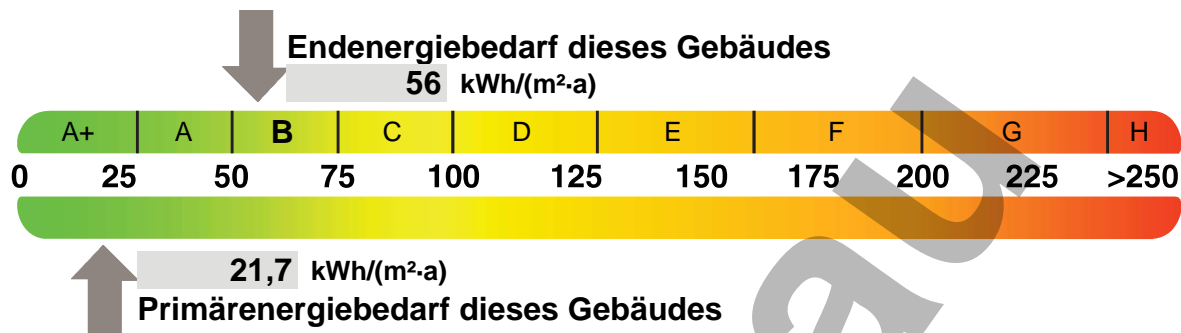 Endenergiebedarf dieses Gebäudes
56 kWh/(m²·a)
A+ A B C D E F G H
0 25 50 75 100 125 150 175 200 225 >250
21,7 kWh/(m²·a)
Primärenergiebedarf dieses Gebäudes
au